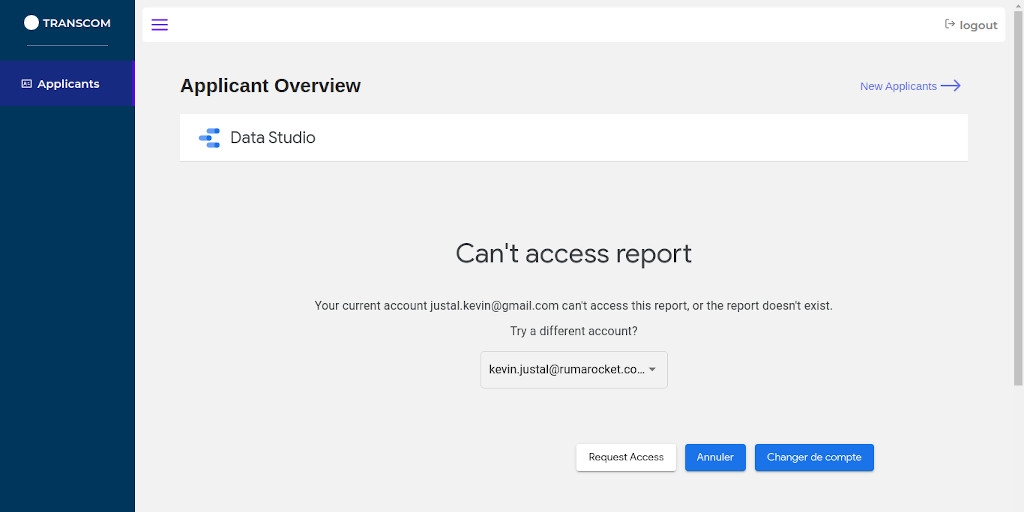 TRANSCOM
logout
Applicants
Applicant Overview
New Applicants
Data Studio
Can't access report
Your current account justal.kevin@gmail.com can't access this report, or the report doesn't exist.
Try a different account?
kevin.justal@rumarocket.co...
Request Access
Annuler
Changer de compte